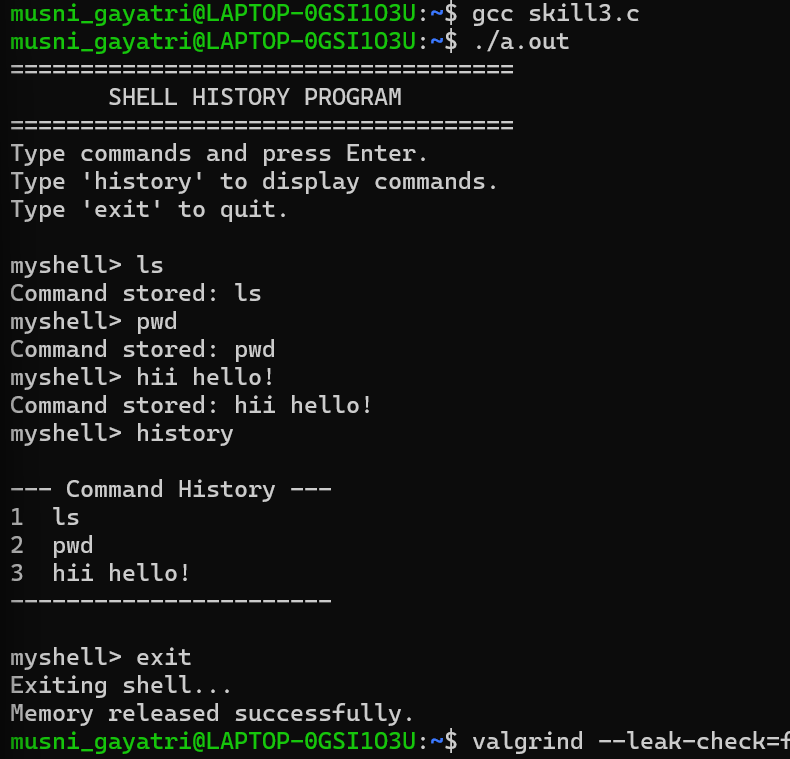 musni_gayatri@LAPTOP-0GSI1O3U:~$ gcc skill3.c
musni_gayatri@LAPTOP-0GSI1O3U:~$ ./a.out
====================================
       SHELL HISTORY PROGRAM
====================================
Type commands and press Enter.
Type 'history' to display commands.
Type 'exit' to quit.

myshell> ls
Command stored: ls
myshell> pwd
Command stored: pwd
myshell> hii hello!
Command stored: hii hello!
myshell> history

--- Command History ---
1  ls
2  pwd
3  hii hello!
-----------------------

myshell> exit
Exiting shell...
Memory released successfully.
musni_gayatri@LAPTOP-0GSI1O3U:~$ valgrind --leak-check=f